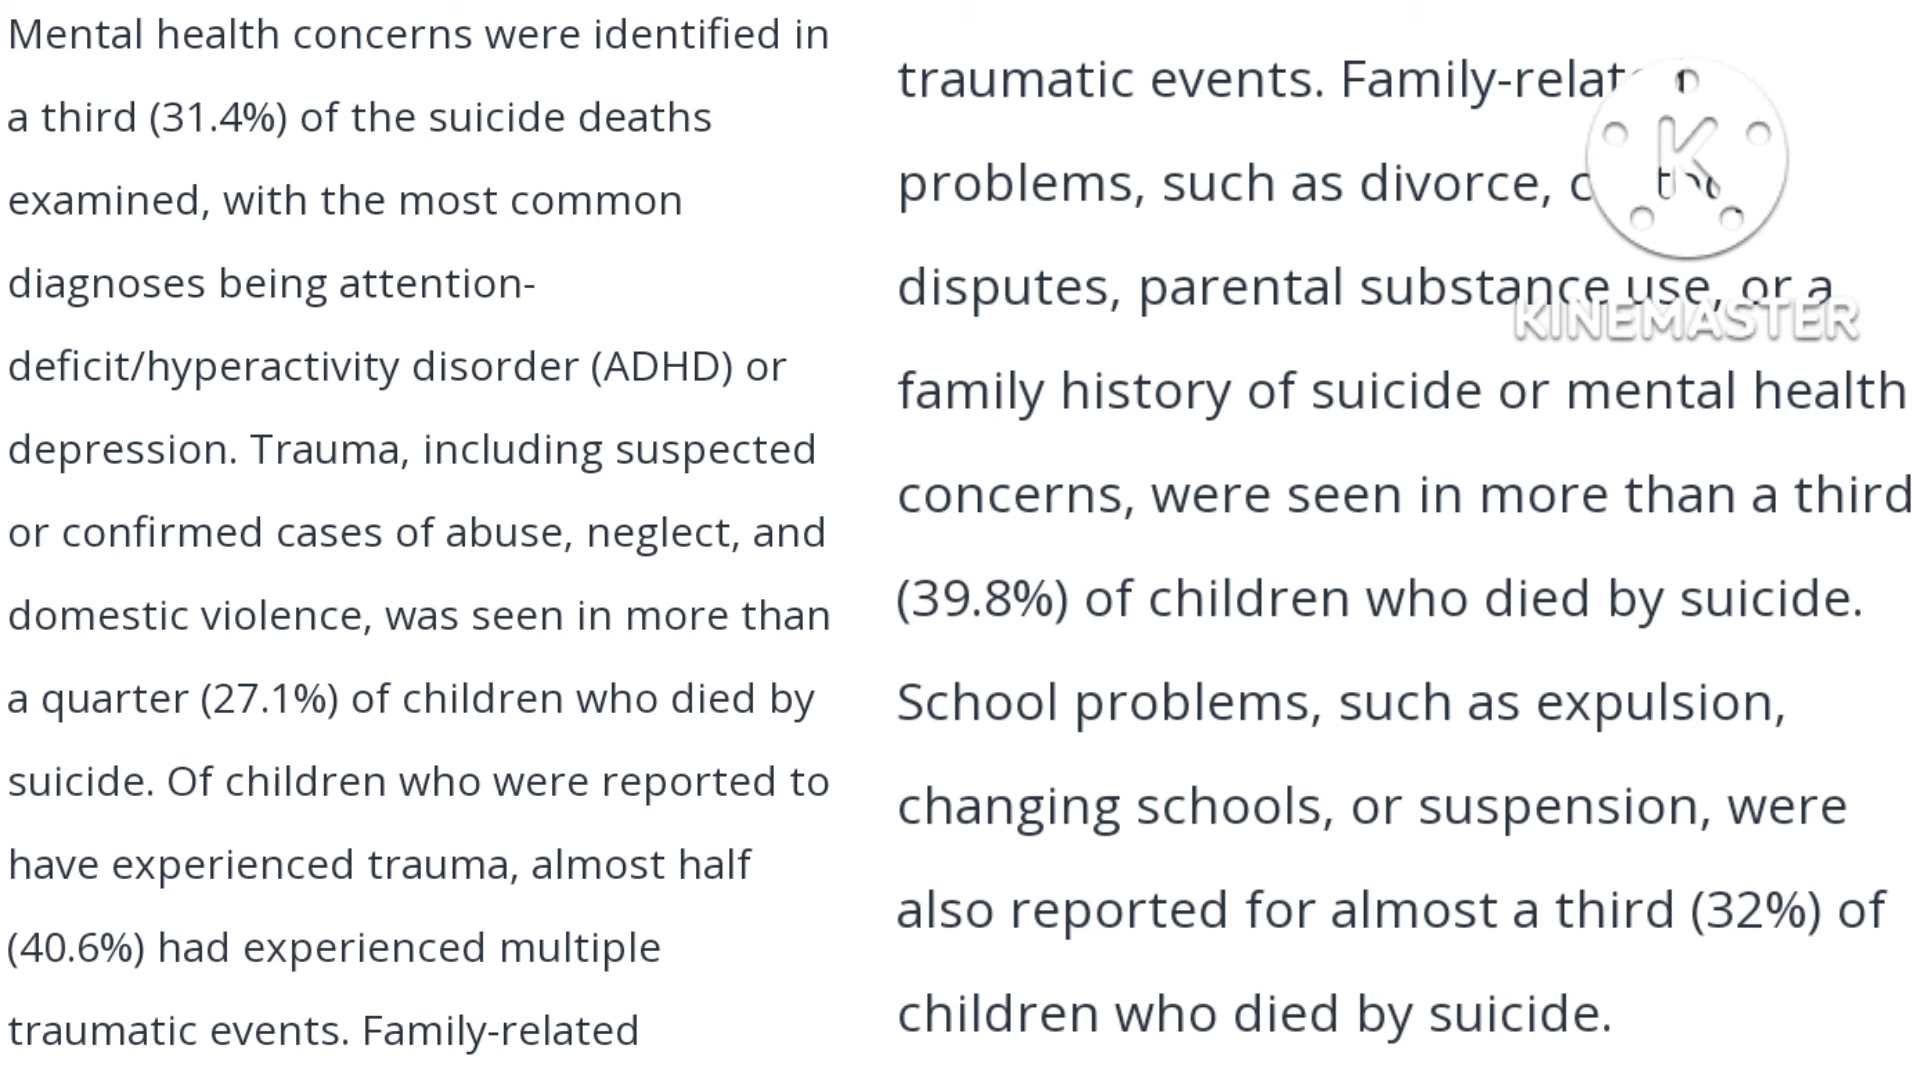 Mental health concerns were identified in
a third (31.4%) of the suicide deaths
examined, with the most common
diagnoses being attention-
deficit/hyperactivity disorder (ADHD) or
depression. Trauma, including suspected
or confirmed cases of abuse, neglect, and
domestic violence, was seen in more than
a quarter (27.1%) of children who died by
suicide. Of children who were reported to
have experienced trauma, almost half
(40.6%) had experienced multiple
traumatic events. Family-related
traumatic events. Family-related
problems, such as divorce,
disputes, parental substance use, or a
family history of suicide or mental health
concerns, were seen in more than a third
(39.8%) of children who died by suicide.
School problems, such as expulsion,
changing schools, or suspension, were
also reported for almost a third (32%) of
children who died by suicide.
K
KINEMASTER